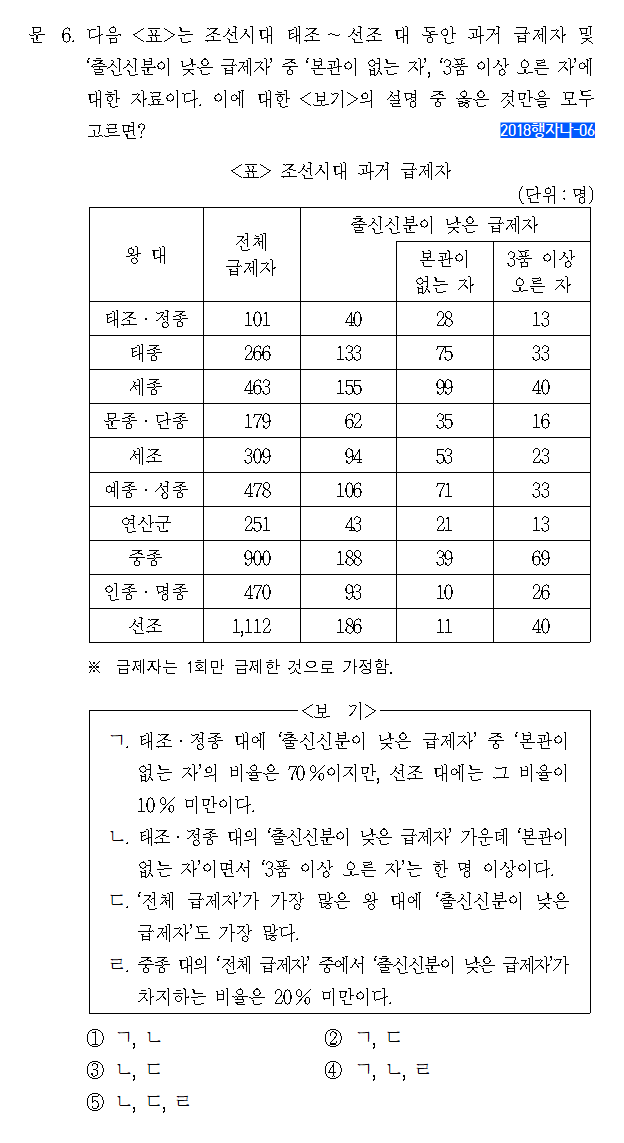 문 6. 다음 <표>는 조선시대 태조 ~ 선조 대 동안 과거 급제자 및
‘출신신분이 낮은 급제자’ 중 ‘본관이 없는 자’, ‘3품 이상 오른 자’에
대한 자료이다. 이에 대한 <보기>의 설명 중 옳은 것만을 모두
고르면?
2018행자나-06
<표> 조선시대 과거 급제자
(단위 : 명)
왕 대 전체 급제자 출신신분이 낮은 급제자
본관이 없는 자 3품 이상 오른 자
태조 · 정종 101 40 28 13
태종 266 133 75 33
세종 463 155 99 40
문종 · 단종 179 62 35 16
세조 309 94 53 23
예종 · 성종 478 106 71 33
연산군 251 43 21 13
중종 900 188 39 69
인종 · 명종 470 93 10 26
선조 1,112 186 11 40
※ 급제자는 1회만 급제한 것으로 가정함.
<보 기>
ㄱ. 태조 · 정종 대에 ‘출신신분이 낮은 급제자’ 중 ‘본관이
없는 자’의 비율은 70 %이지만, 선조 대에는 그 비율이
10 % 미만이다.
ㄴ. 태조 · 정종 대의 ‘출신신분이 낮은 급제자’ 가운데 ‘본관이
없는 자’이면서 ‘3품 이상 오른 자’는 한 명 이상이다.
ㄷ. ‘전체 급제자’가 가장 많은 왕 대에 ‘출신신분이 낮은
급제자’도 가장 많다.
ㄹ. 중종 대의 ‘전체 급제자’ 중에서 ‘출신신분이 낮은 급제자’가
차지하는 비율은 20 % 미만이다.
① ㄱ, ㄴ ② ㄱ, ㄷ
③ ㄴ, ㄷ ④ ㄱ, ㄴ, ㄹ
⑤ ㄴ, ㄷ, ㄹ